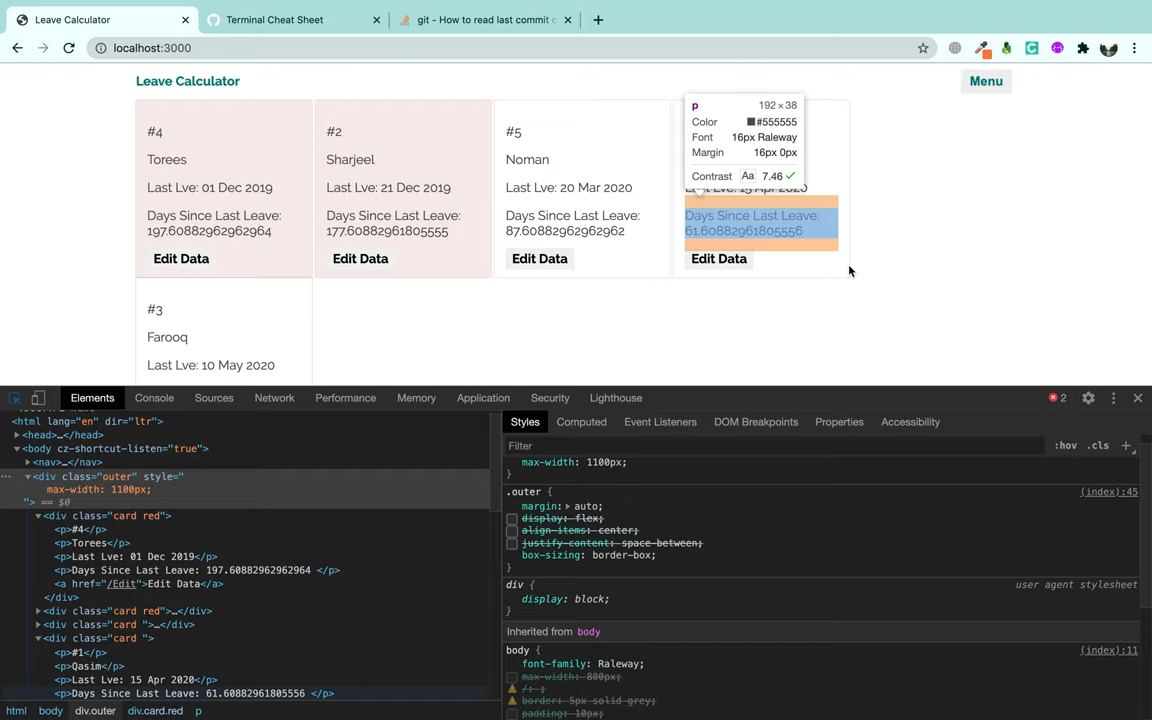 Leave Calculator
Terminal Cheat Sheet
git - How to read last commit c
localhost:3000
Leave Calculator
Menu
#4
Torees
Last Lve: 01 Dec 2019
Days Since Last Leave:
197.60882962962964
Edit Data
#2
Sharjeel
Last Lve: 21 Dec 2019
Days Since Last Leave:
177.60882961805555
Edit Data
#5
Noman
Last Lve: 20 Mar 2020
Days Since Last Leave:
87.60882962962962
Edit Data
p 192 × 38
Color #555555
Font 16px Raleway
Margin 16px 0px
Contrast Aa 7.46
Last Lve: 15 Apr 2020
Days Since Last Leave:
61.60882961805556
Edit Data
#3
Farooq
Last Lve: 10 May 2020
Elements Console Sources Network Performance Memory Application Security Lighthouse 2
<html lang="en" dir="ltr">
<head>…</head>
<body cz-shortcut-listen="true">
<nav>…</nav>
<div class="outer" style="
max-width: 1100px;
"> == $0
<div class="card red">
<p>#4</p>
<p>Torees</p>
<p>Last Lve: 01 Dec 2019</p>
<p>Days Since Last Leave: 197.60882962962964 </p>
<a href="/Edit">Edit Data</a>
</div>
<div class="card red">…</div>
<div class="card ">…</div>
<div class="card ">
<p>#1</p>
<p>Qasim</p>
<p>Last Lve: 15 Apr 2020</p>
<p>Days Since Last Leave: 61.60882961805556 </p>
html body div.outer div.card.red p
Styles Computed Event Listeners DOM Breakpoints Properties Accessibility
Filter :hov .cls +
max-width: 1100px;
}
.outer { (index):45
margin: auto;
display: flex;
align-items: center;
justify-content: space-between;
box-sizing: border-box;
}
div { user agent stylesheet
display: block;
}
Inherited from body
body { (index):11
font-family: Raleway;
max-width: 800px;
/: ;
border: 5px solid grey;
padding: 10px;